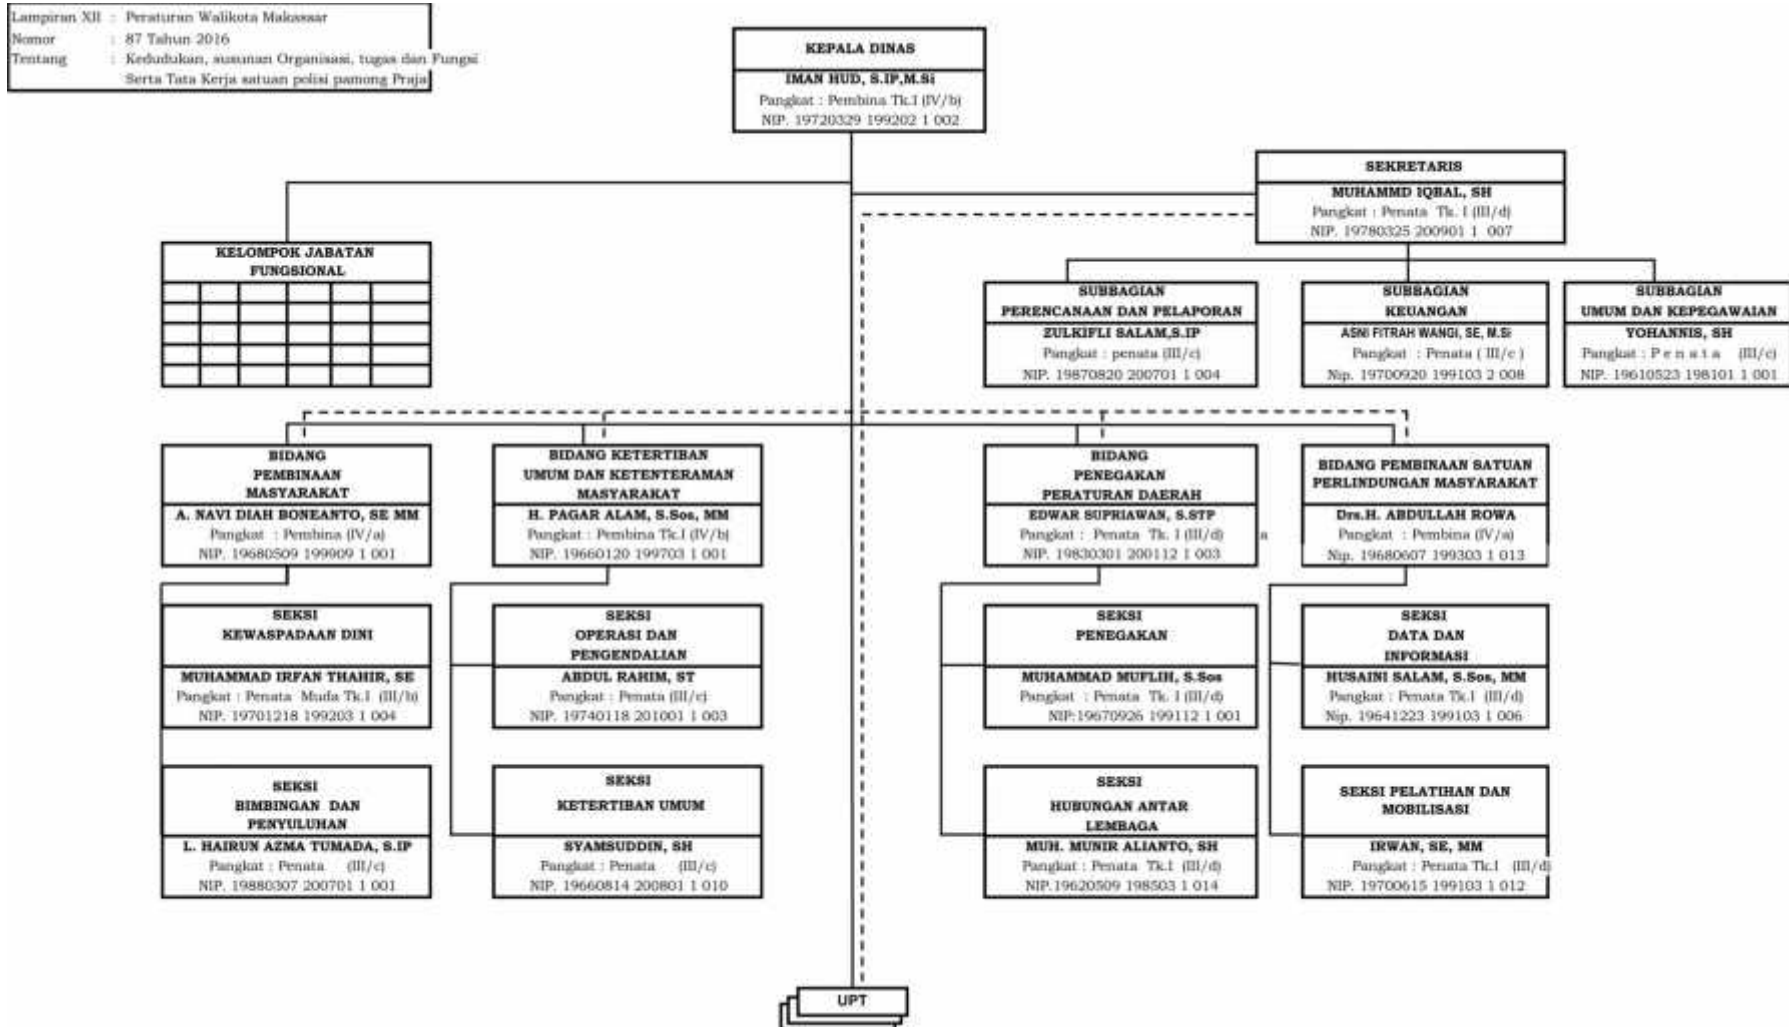 Lampiran XII : Peraturan Walikota Makassar
Nomor : 87 Tahun 2016
Tentang : Kedudukan, susunan Organisasi, tugas dan Fungsi
Serta Tata Kerja satuan polisi pamong Praja
KEPALA DINAS
IMAN HUD, S.IP,M.Si
Pangkat : Pembina Tk.I (IV/b)
NIP. 19720329 199202 1 002
SEKRETARIS
MUHAMMD IQBAL, SH
Pangkat : Penata Tk. I (III/d)
NIP. 19780325 200901 1 007
KELOMPOK JABATAN
FUNGSIONAL
SUBBAGIAN
PERENCANAAN DAN PELAPORAN
ZULKIFLI SALAM,S.IP
Pangkat : penata (III/c)
NIP. 19870820 200701 1 004
SUBBAGIAN
KEUANGAN
ASNI FITRAH WANGI, SE, M.Si
Pangkat : Penata ( III/c )
Nip. 19700920 199103 2 008
SUBBAGIAN
UMUM DAN KEPEGAWAIAN
YOHANNIS, SH
Pangkat : P e n a t a (III/c)
NIP. 19610523 198101 1 001
BIDANG
PEMBINAAN
MASYARAKAT
A. NAVI DIAH BONEANTO, SE MM
Pangkat : Pembina (IV/a)
NIP. 19680509 199909 1 001
BIDANG KETERTIBAN
UMUM DAN KETENTERAMAN
MASYARAKAT
H. PAGAR ALAM, S.Sos, MM
Pangkat : Pembina Tk.I (IV/b)
NIP. 19660120 199703 1 001
BIDANG
PENEGAKAN
PERATURAN DAERAH
EDWAR SUPRIAWAN, S.STP
Pangkat : Penata Tk. I (III/d) a
NIP. 19830301 200112 1 003
BIDANG PEMBINAAN SATUAN
PERLINDUNGAN MASYARAKAT
Drs.H. ABDULLAH ROWA
Pangkat : Pembina (IV/a)
Nip. 19680607 199303 1 013
SEKSI
KEWASPADAAN DINI
MUHAMMAD IRFAN THAHIR, SE
Pangkat : Penata Muda Tk.I (III/b)
NIP. 19701218 199203 1 004
SEKSI
OPERASI DAN
PENGENDALIAN
ABDUL RAHIM, ST
Pangkat : Penata (III/c)
NIP. 19740118 201001 1 003
SEKSI
PENEGAKAN
MUHAMMAD MUFLIH, S.Sos
Pangkat : Penata Tk. I (III/d)
NIP:19670926 199112 1 001
SEKSI
DATA DAN
INFORMASI
HUSAINI SALAM, S.Sos, MM
Pangkat : Penata Tk.I (III/d)
Nip. 19641223 199103 1 006
SEKSI
BIMBINGAN DAN
PENYULUHAN
L. HAIRUN AZMA TUMADA, S.IP
Pangkat : Penata (III/c)
NIP. 19880307 200701 1 001
SEKSI
KETERTIBAN UMUM
SYAMSUDDIN, SH
Pangkat : Penata (III/c)
NIP. 19660814 200801 1 010
SEKSI
HUBUNGAN ANTAR
LEMBAGA
MUH. MUNIR ALIANTO, SH
Pangkat : Penata Tk.I (III/d)
NIP.19620509 198503 1 014
SEKSI PELATIHAN DAN
MOBILISASI
IRWAN, SE, MM
Pangkat : Penata Tk.I (III/d)
NIP. 19700615 199103 1 012
UPT